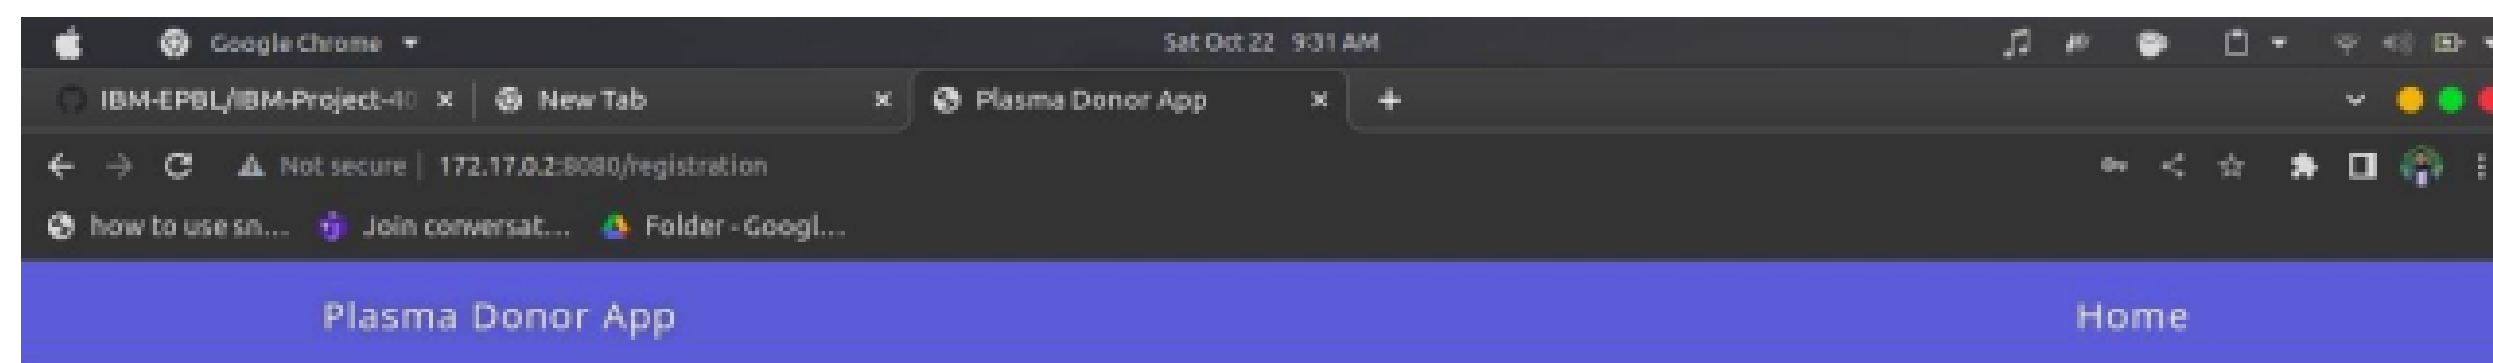 Google Chrome Sat Oct 22 9:31 AM
IBM-EPBL/IBM-Project-40 New Tab Plasma Donor App
Not secure 172.17.0.2:8080/registration
how to use sn... Join conversat... Folder - Googl...
Plasma Donor App Home